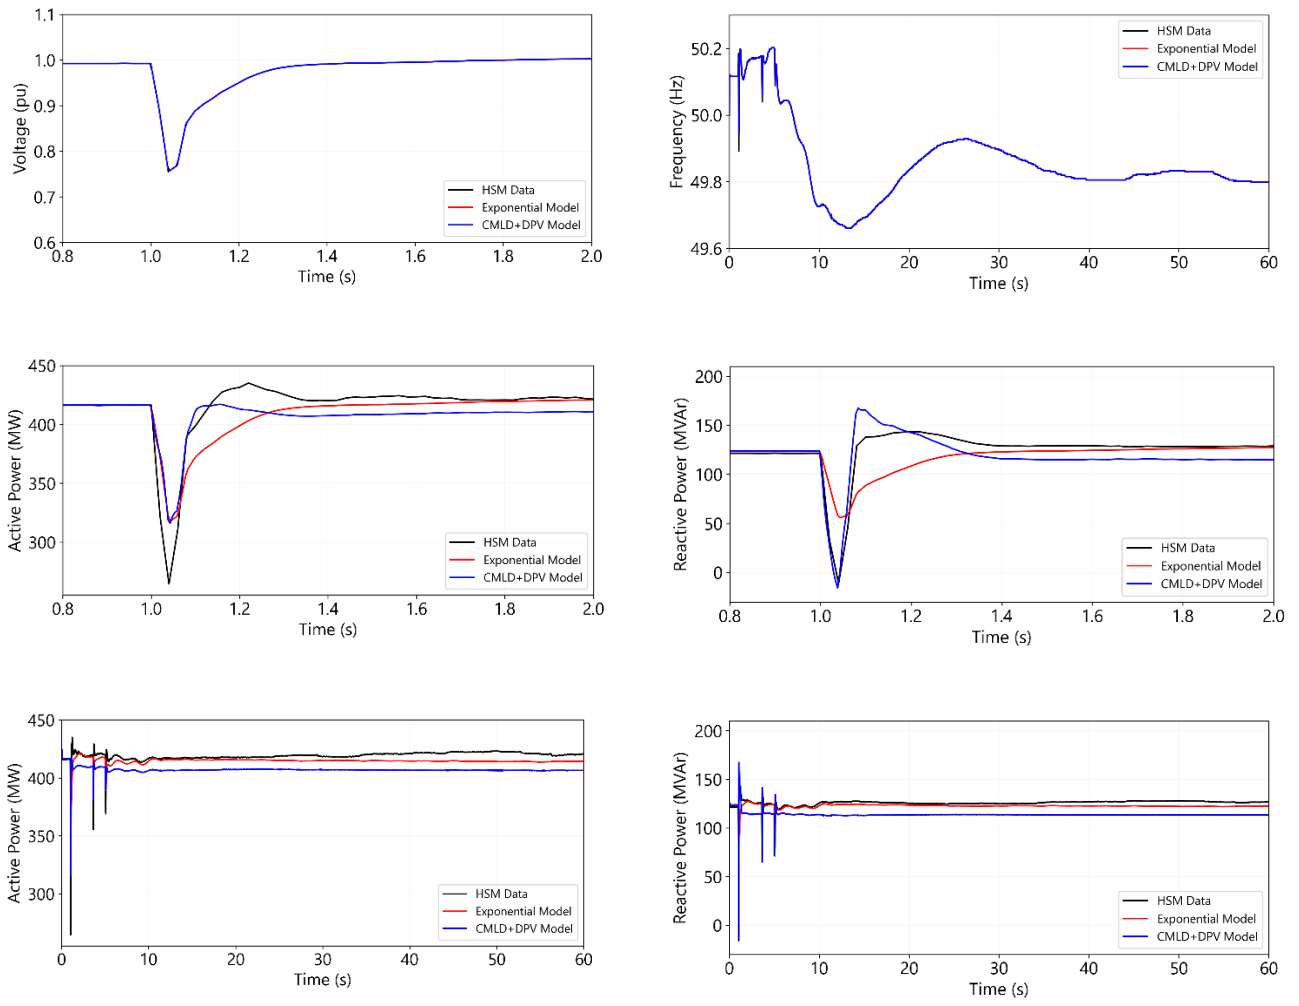 1.1
1.0
0.9
0.8
0.7
0.6
Voltage (pu)
HSM Data
Exponential Model
CMLD+DPV Model
0.8 1.0 1.2 1.4 1.6 1.8 2.0
Time (s)
50.2
50.0
49.8
49.6
Frequency (Hz)
HSM Data
Exponential Model
CMLD+DPV Model
0 10 20 30 40 50 60
Time (s)
450
400
350
300
Active Power (MW)
HSM Data
Exponential Model
CMLD+DPV Model
0.8 1.0 1.2 1.4 1.6 1.8 2.0
Time (s)
200
150
100
50
0
Reactive Power (MVAr)
HSM Data
Exponential Model
CMLD+DPV Model
0.8 1.0 1.2 1.4 1.6 1.8 2.0
Time (s)
450
400
350
300
Active Power (MW)
HSM Data
Exponential Model
CMLD+DPV Model
0 10 20 30 40 50 60
Time (s)
200
150
100
50
0
Reactive Power (MVAr)
HSM Data
Exponential Model
CMLD+DPV Model
0 10 20 30 40 50 60
Time (s)